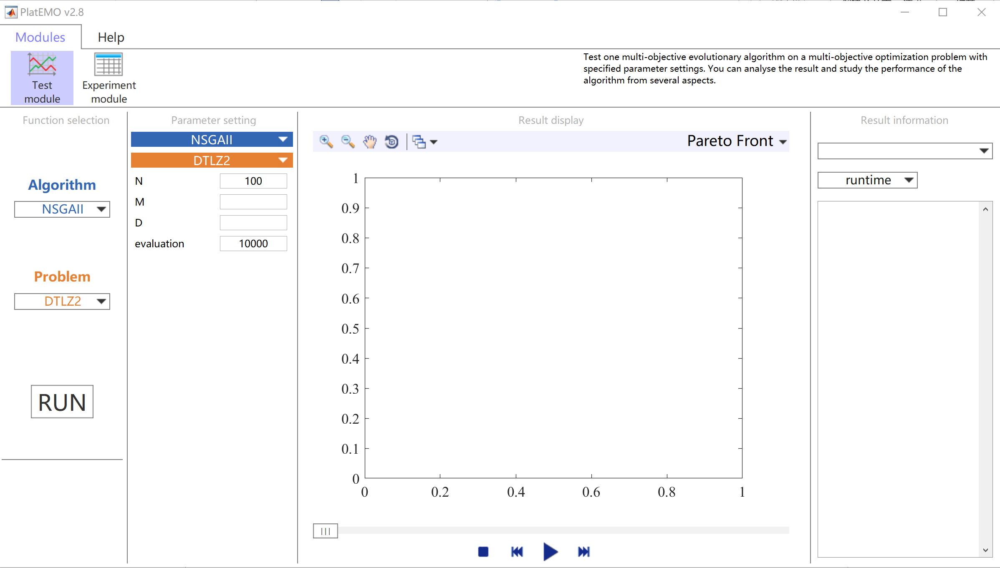 PlatEMO v2.8
Modules
Help
Test
module
Experiment
module
Test one multi-objective evolutionary algorithm on a multi-objective optimization problem with
specified parameter settings. You can analyse the result and study the performance of the
algorithm from several aspects.
Function selection
Algorithm
NSGAII
Problem
DTLZ2
RUN
Parameter setting
NSGAII
DTLZ2
N 100
M
D
evaluation 10000
Result display
Pareto Front
1
0.9
0.8
0.7
0.6
0.5
0.4
0.3
0.2
0.1
0
0 0.2 0.4 0.6 0.8 1
Result information
runtime